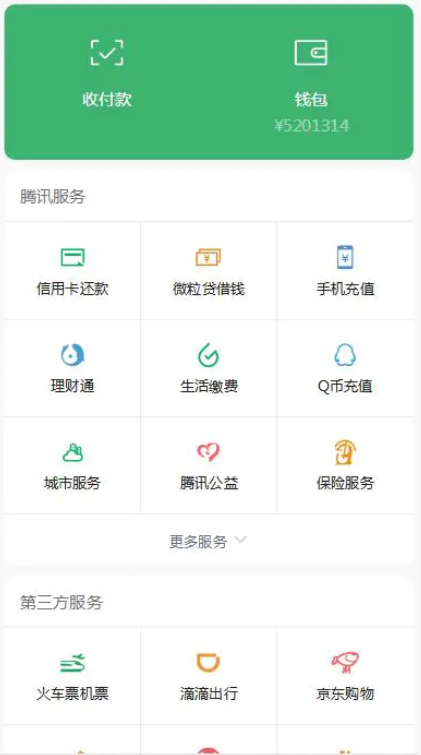 收付款
钱包
¥5201314
腾讯服务
信用卡还款
微粒贷借钱
手机充值
理财通
生活缴费
Q币充值
城市服务
腾讯公益
保险服务
更多服务
第三方服务
火车票机票
滴滴出行
京东购物